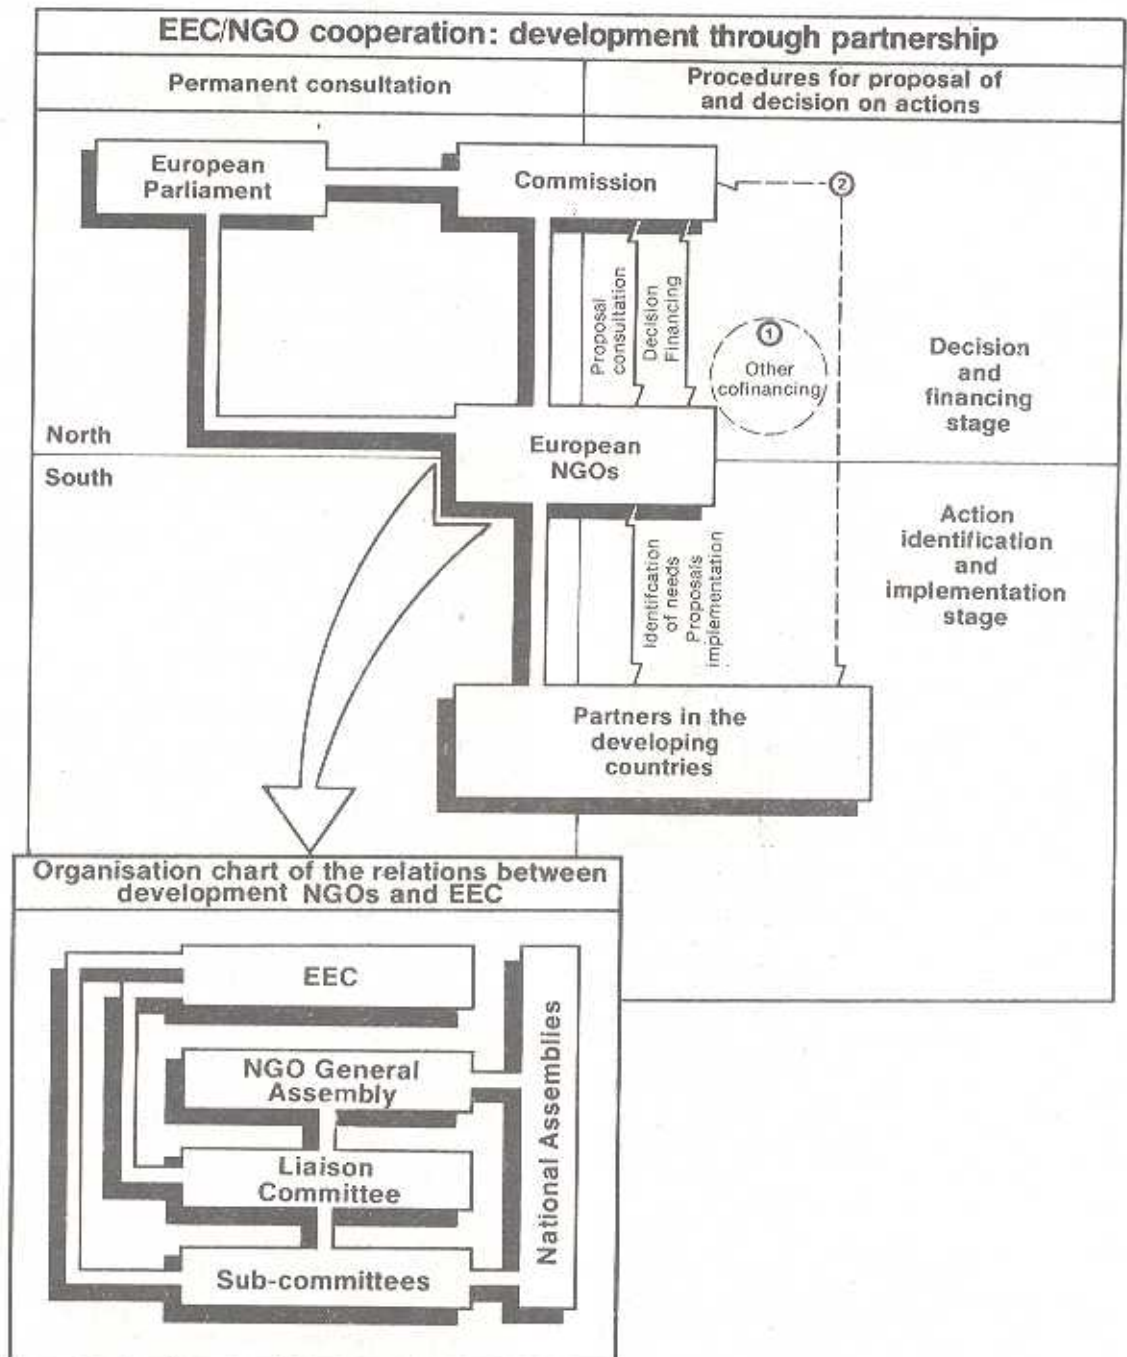 EEC/NGO cooperation: development through partnership
Permanent consultation
Procedures for proposal of
and decision on actions
European
Parliament
Commission
2
Proposal
consultation
Decision
Financing
1
Other
cofinancing
Decision
and
financing
stage
North
South
European
NGOs
Action
identification
and
implementation
stage
Identifcation
of needs
Proposals
implementation
Partners in the
developing
countries
Organisation chart of the relations between
development NGOs and EEC
EEC
NGO General
Assembly
Liaison
Committee
Sub-committees
National Assemblies